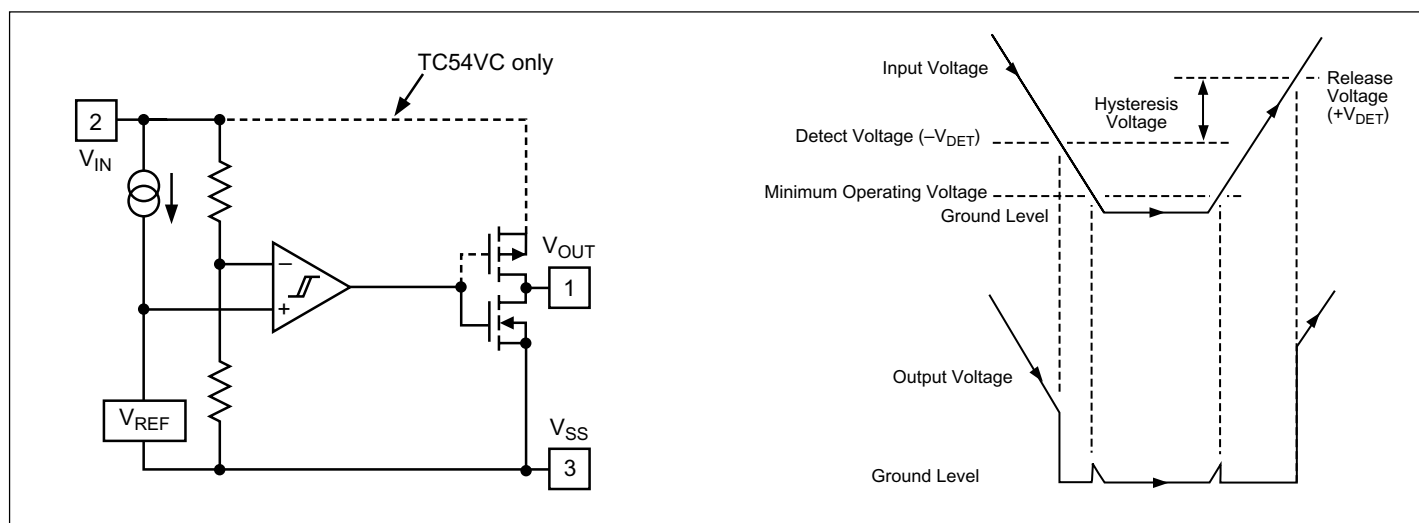 TC54VC only
2
V_IN
−
+
V_REF
V_OUT
1
V_SS
3
Input Voltage
Detect Voltage (–V_DET)
Minimum Operating Voltage
Ground Level
Hysteresis
Voltage
Release
Voltage
(+V_DET)
Output Voltage
Ground Level